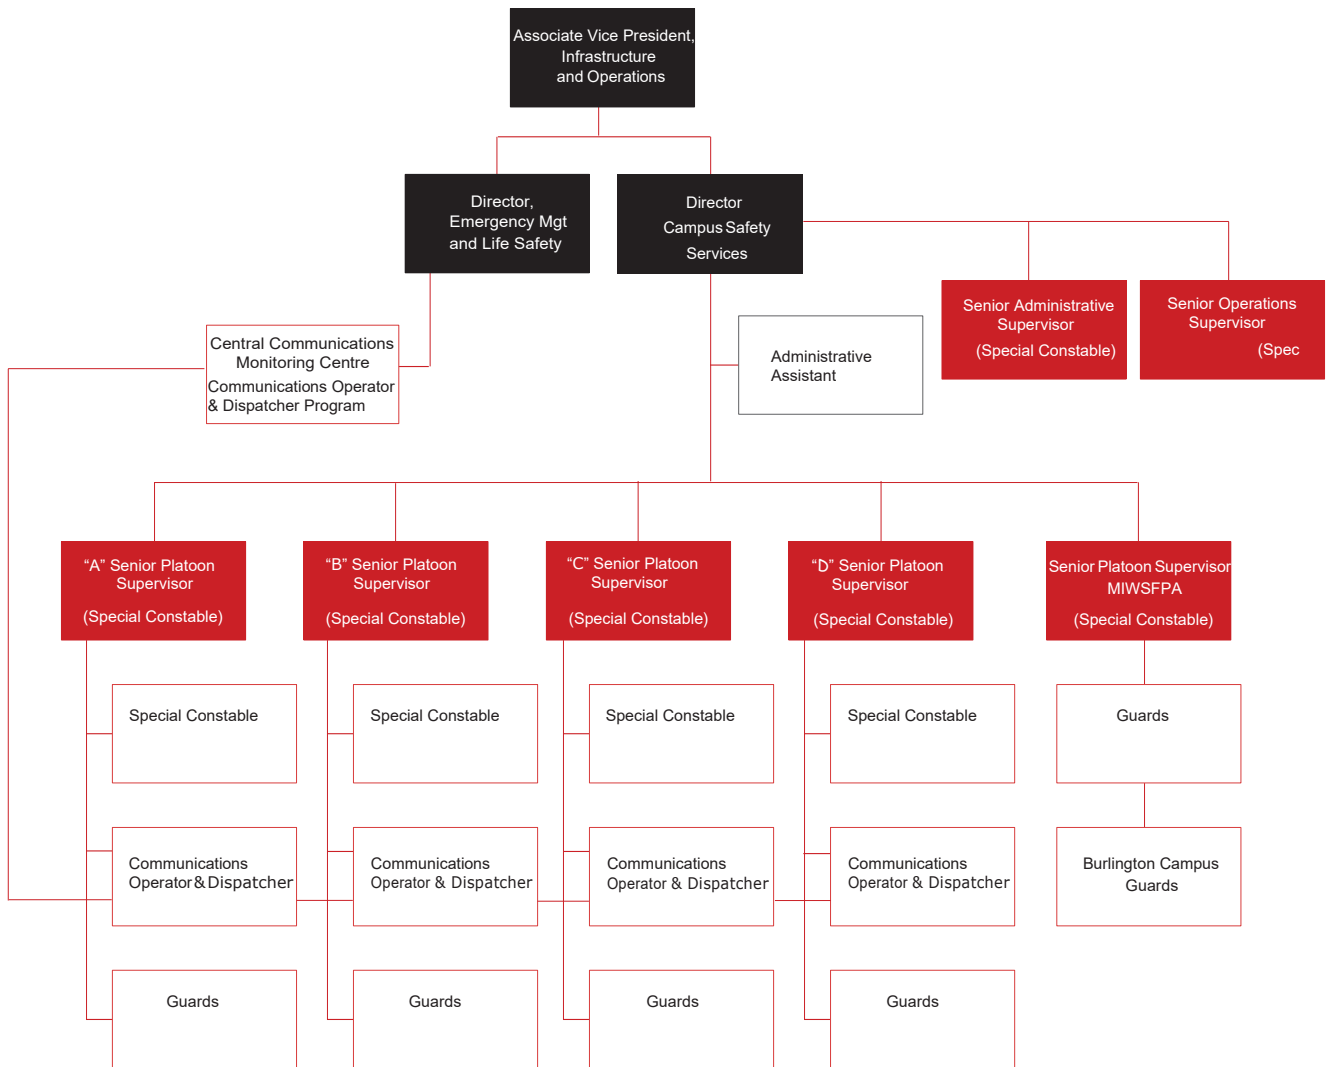 Associate Vice President,
Infrastructure
and Operations
Director,
Emergency Mgt
and Life Safety
Director
Campus Safety
Services
Senior Administrative
Supervisor
(Special Constable)
Senior Operations
Supervisor
(Spec
Central Communications
Monitoring Centre
Communications Operator
& Dispatcher Program
Administrative
Assistant
“A” Senior Platoon
Supervisor
(Special Constable)
“B” Senior Platoon
Supervisor
(Special Constable)
“C” Senior Platoon
Supervisor
(Special Constable)
“D” Senior Platoon
Supervisor
(Special Constable)
Senior Platoon Supervisor
MIWSFPA
(Special Constable)
Special Constable
Special Constable
Special Constable
Special Constable
Guards
Communications
Operator & Dispatcher
Communications
Operator & Dispatcher
Communications
Operator & Dispatcher
Communications
Operator & Dispatcher
Burlington Campus
Guards
Guards
Guards
Guards
Guards